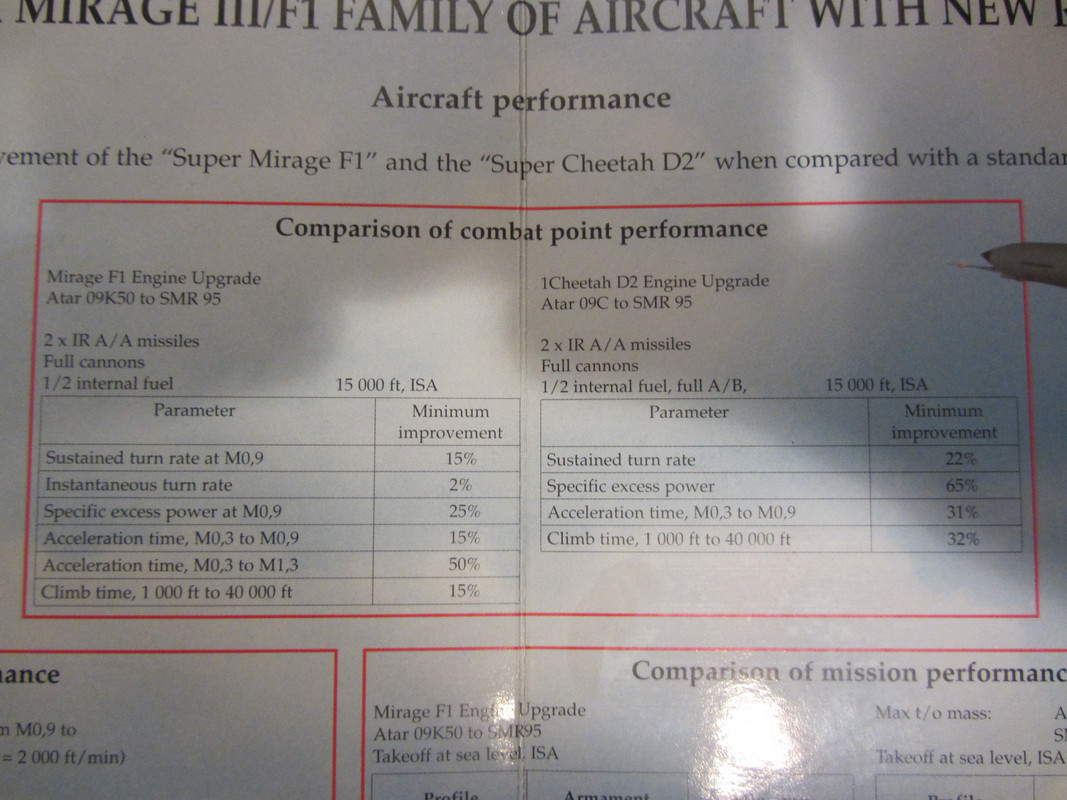 MIRAGE III/F1 FAMILY OF AIRCRAFT WITH NEW
Aircraft performance
vement of the “Super Mirage F1” and the “Super Cheetah D2” when compared with a standar
Comparison of combat point performance
Mirage F1 Engine Upgrade
Atar 09K50 to SMR 95
2 x IR A/A missiles
Full cannons
1/2 internal fuel 15 000 ft, ISA
Parameter Minimum improvement
Sustained turn rate at M0,9 15%
Instantaneous turn rate 2%
Specific excess power at M0,9 25%
Acceleration time, M0,3 to M0,9 15%
Acceleration time, M0,3 to M1,3 50%
Climb time, 1 000 ft to 40 000 ft 15%
1Cheetah D2 Engine Upgrade
Atar 09C to SMR 95
2 x IR A/A missiles
Full cannons
1/2 internal fuel, full A/B, 15 000 ft, ISA
Parameter Minimum improvement
Sustained turn rate 22%
Specific excess power 65%
Acceleration time, M0,3 to M0,9 31%
Climb time, 1 000 ft to 40 000 ft 32%
ance
m M0,9 to
= 2 000 ft/min)
Comparison of mission performanc
Mirage F1 Engine Upgrade
Atar 09K50 to SMR95
Takeoff at sea level, ISA
Max t/o mass: A
Takeoff at sea level, ISA
Profile Armament